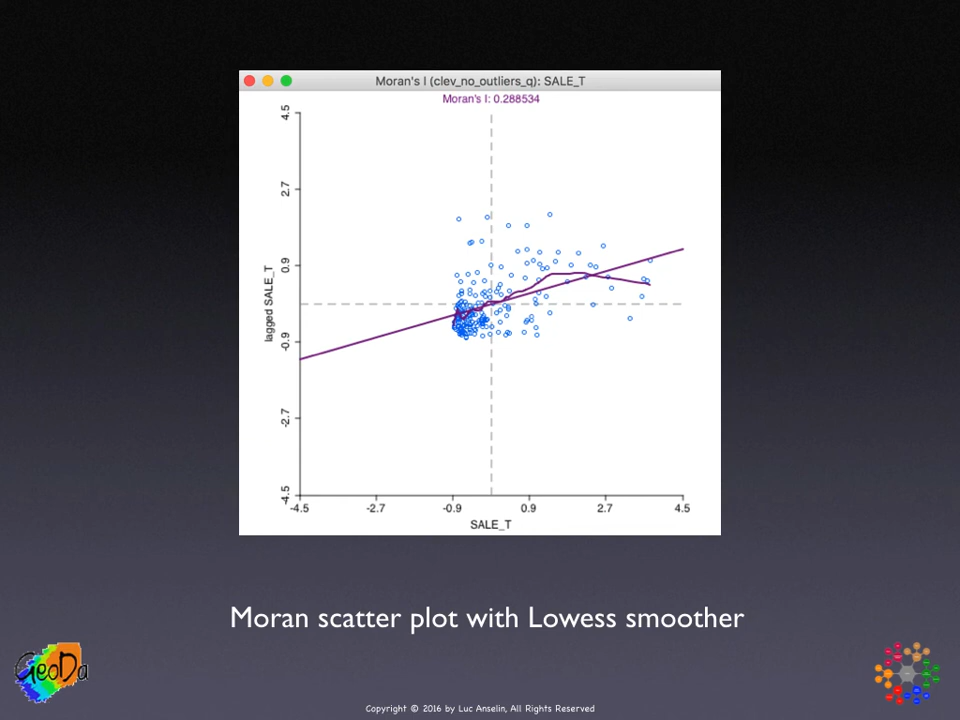 Moran's I (clev_no_outliers_q): SALE_T
Moran's I: 0.288534
4.5
2.7
0.9
-0.9
-2.7
-4.5
lagged SALE_T
-4.5 -2.7 -0.9 0.9 2.7 4.5
SALE_T
Moran scatter plot with Lowess smoother
GeoDa
Copyright © 2016 by Luc Anselin, All Rights Reserved